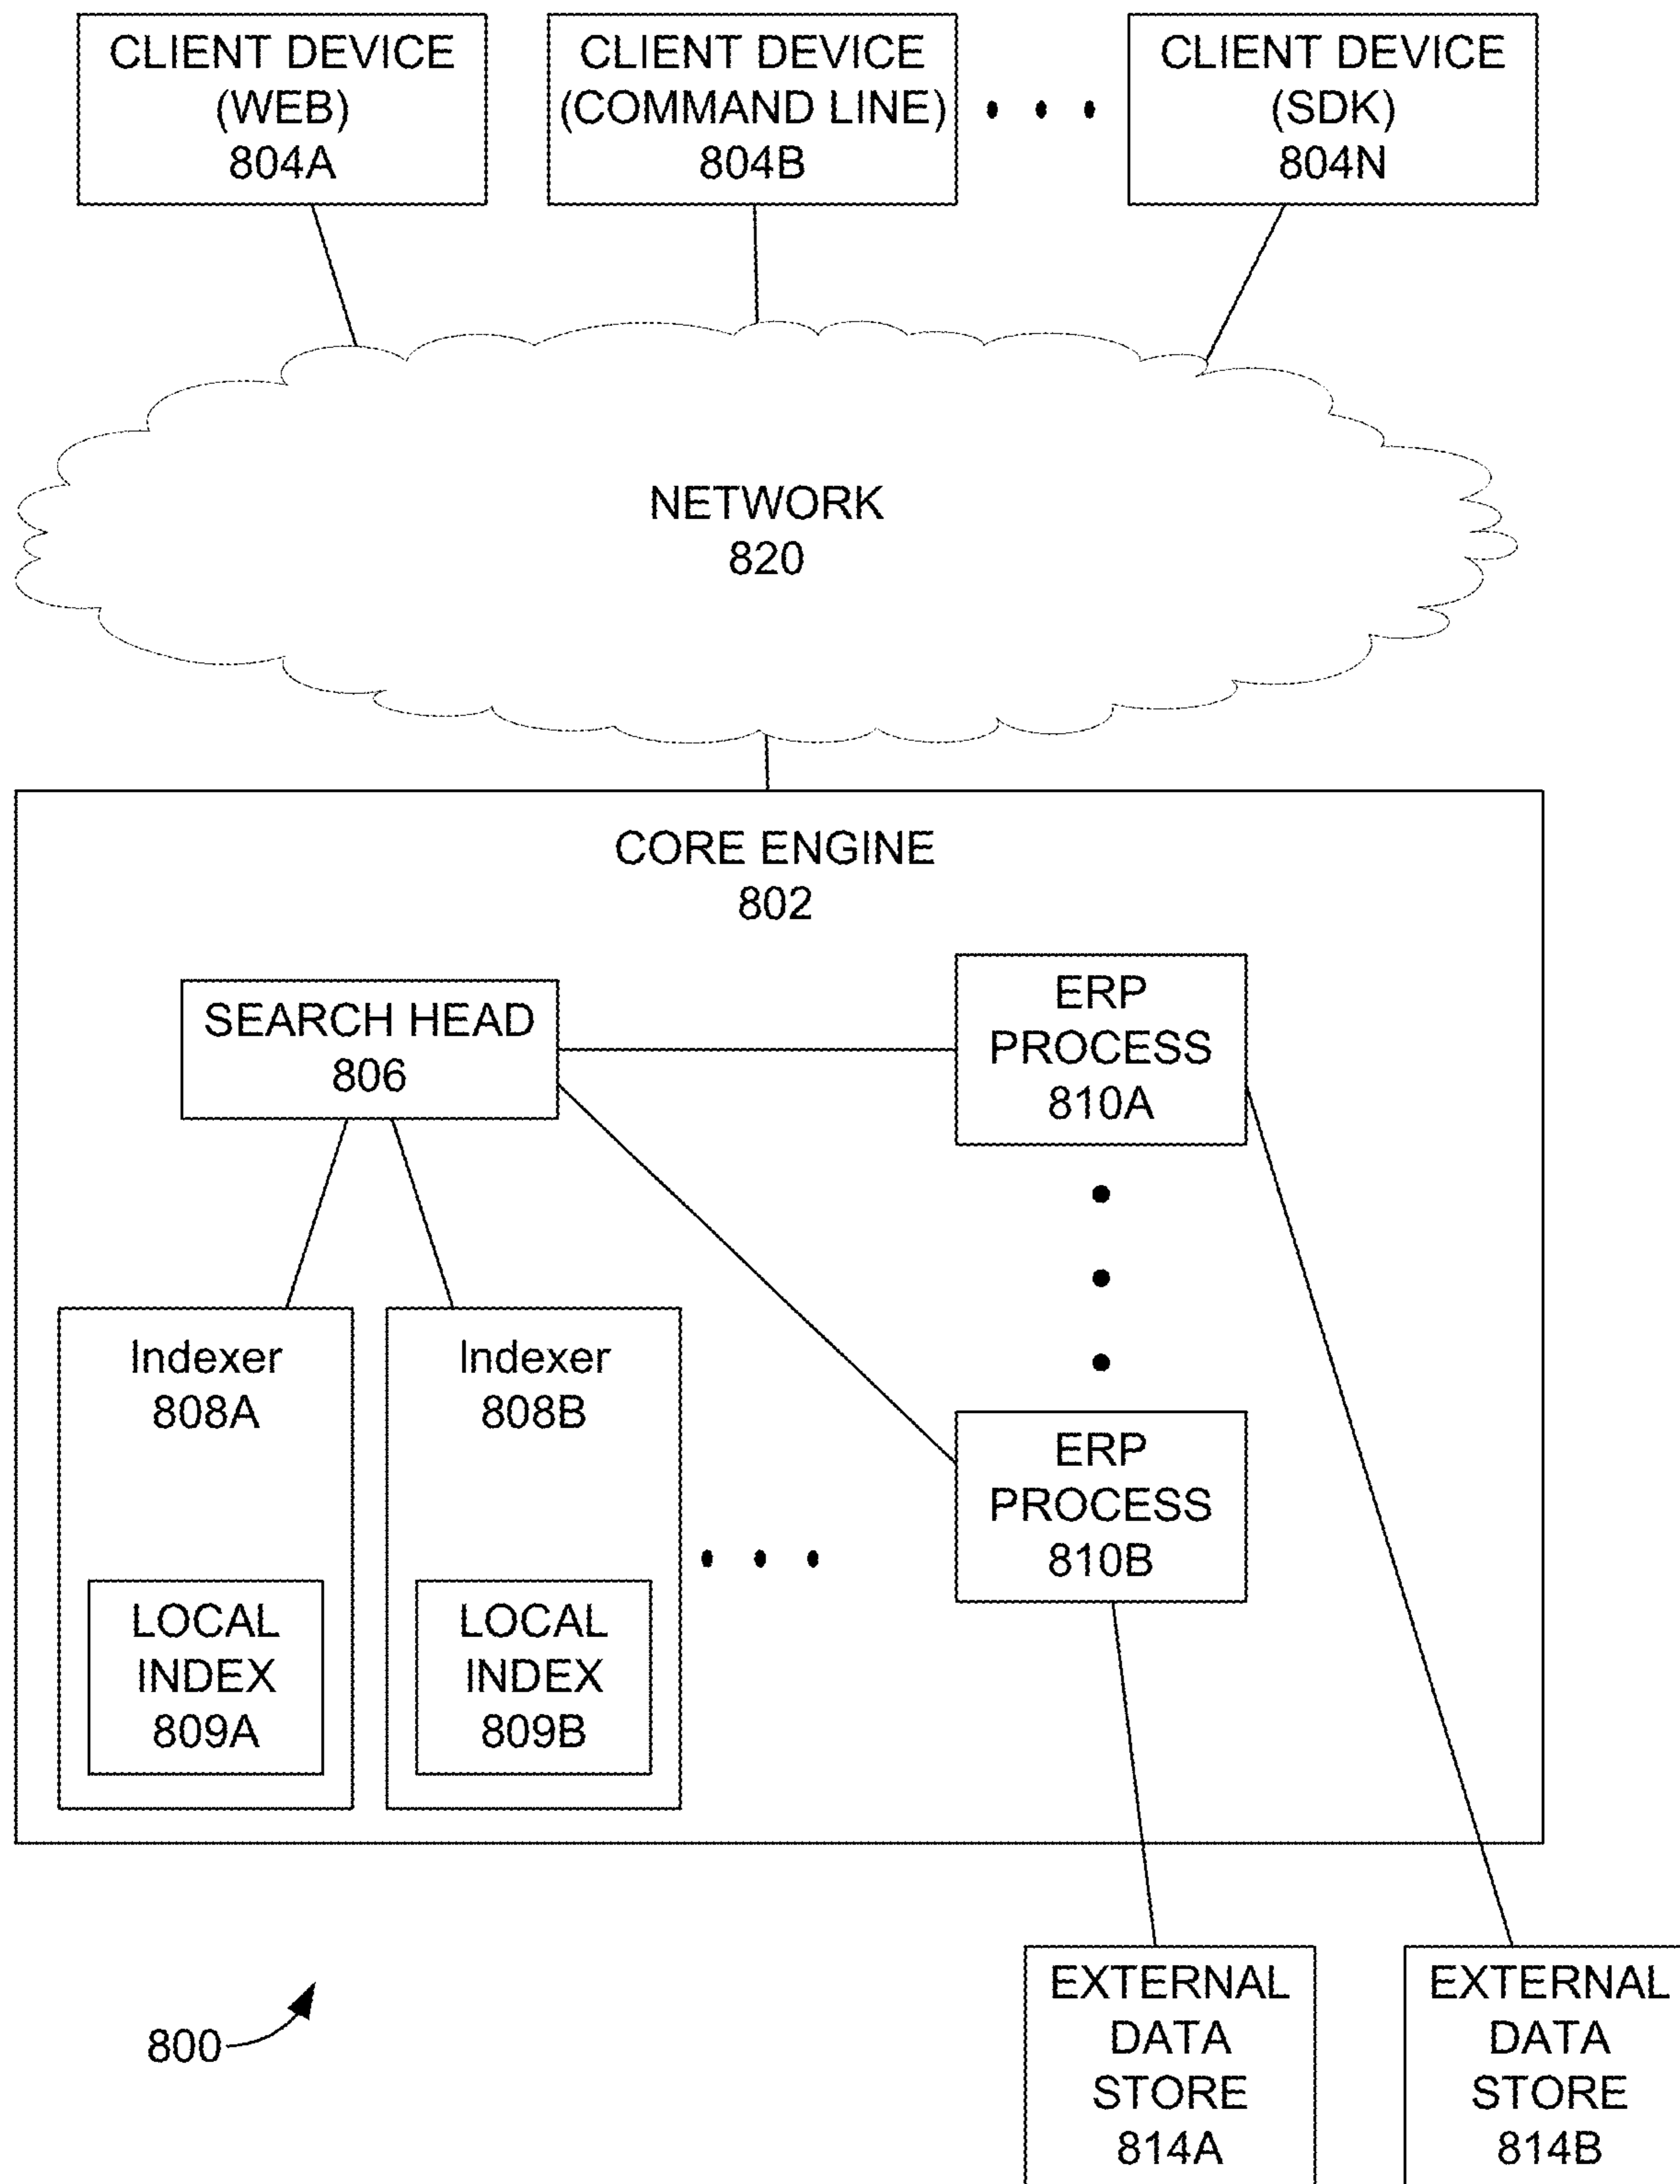 CLIENT DEVICE
(WEB)
804A
CLIENT DEVICE
(COMMAND LINE)
804B
CLIENT DEVICE
(SDK)
804N
NETWORK
820
CORE ENGINE
802
SEARCH HEAD
806
ERP
PROCESS
810A
Indexer
808A
Indexer
808B
ERP
PROCESS
810B
LOCAL
INDEX
809A
LOCAL
INDEX
809B
EXTERNAL
DATA
STORE
814A
EXTERNAL
DATA
STORE
814B
800